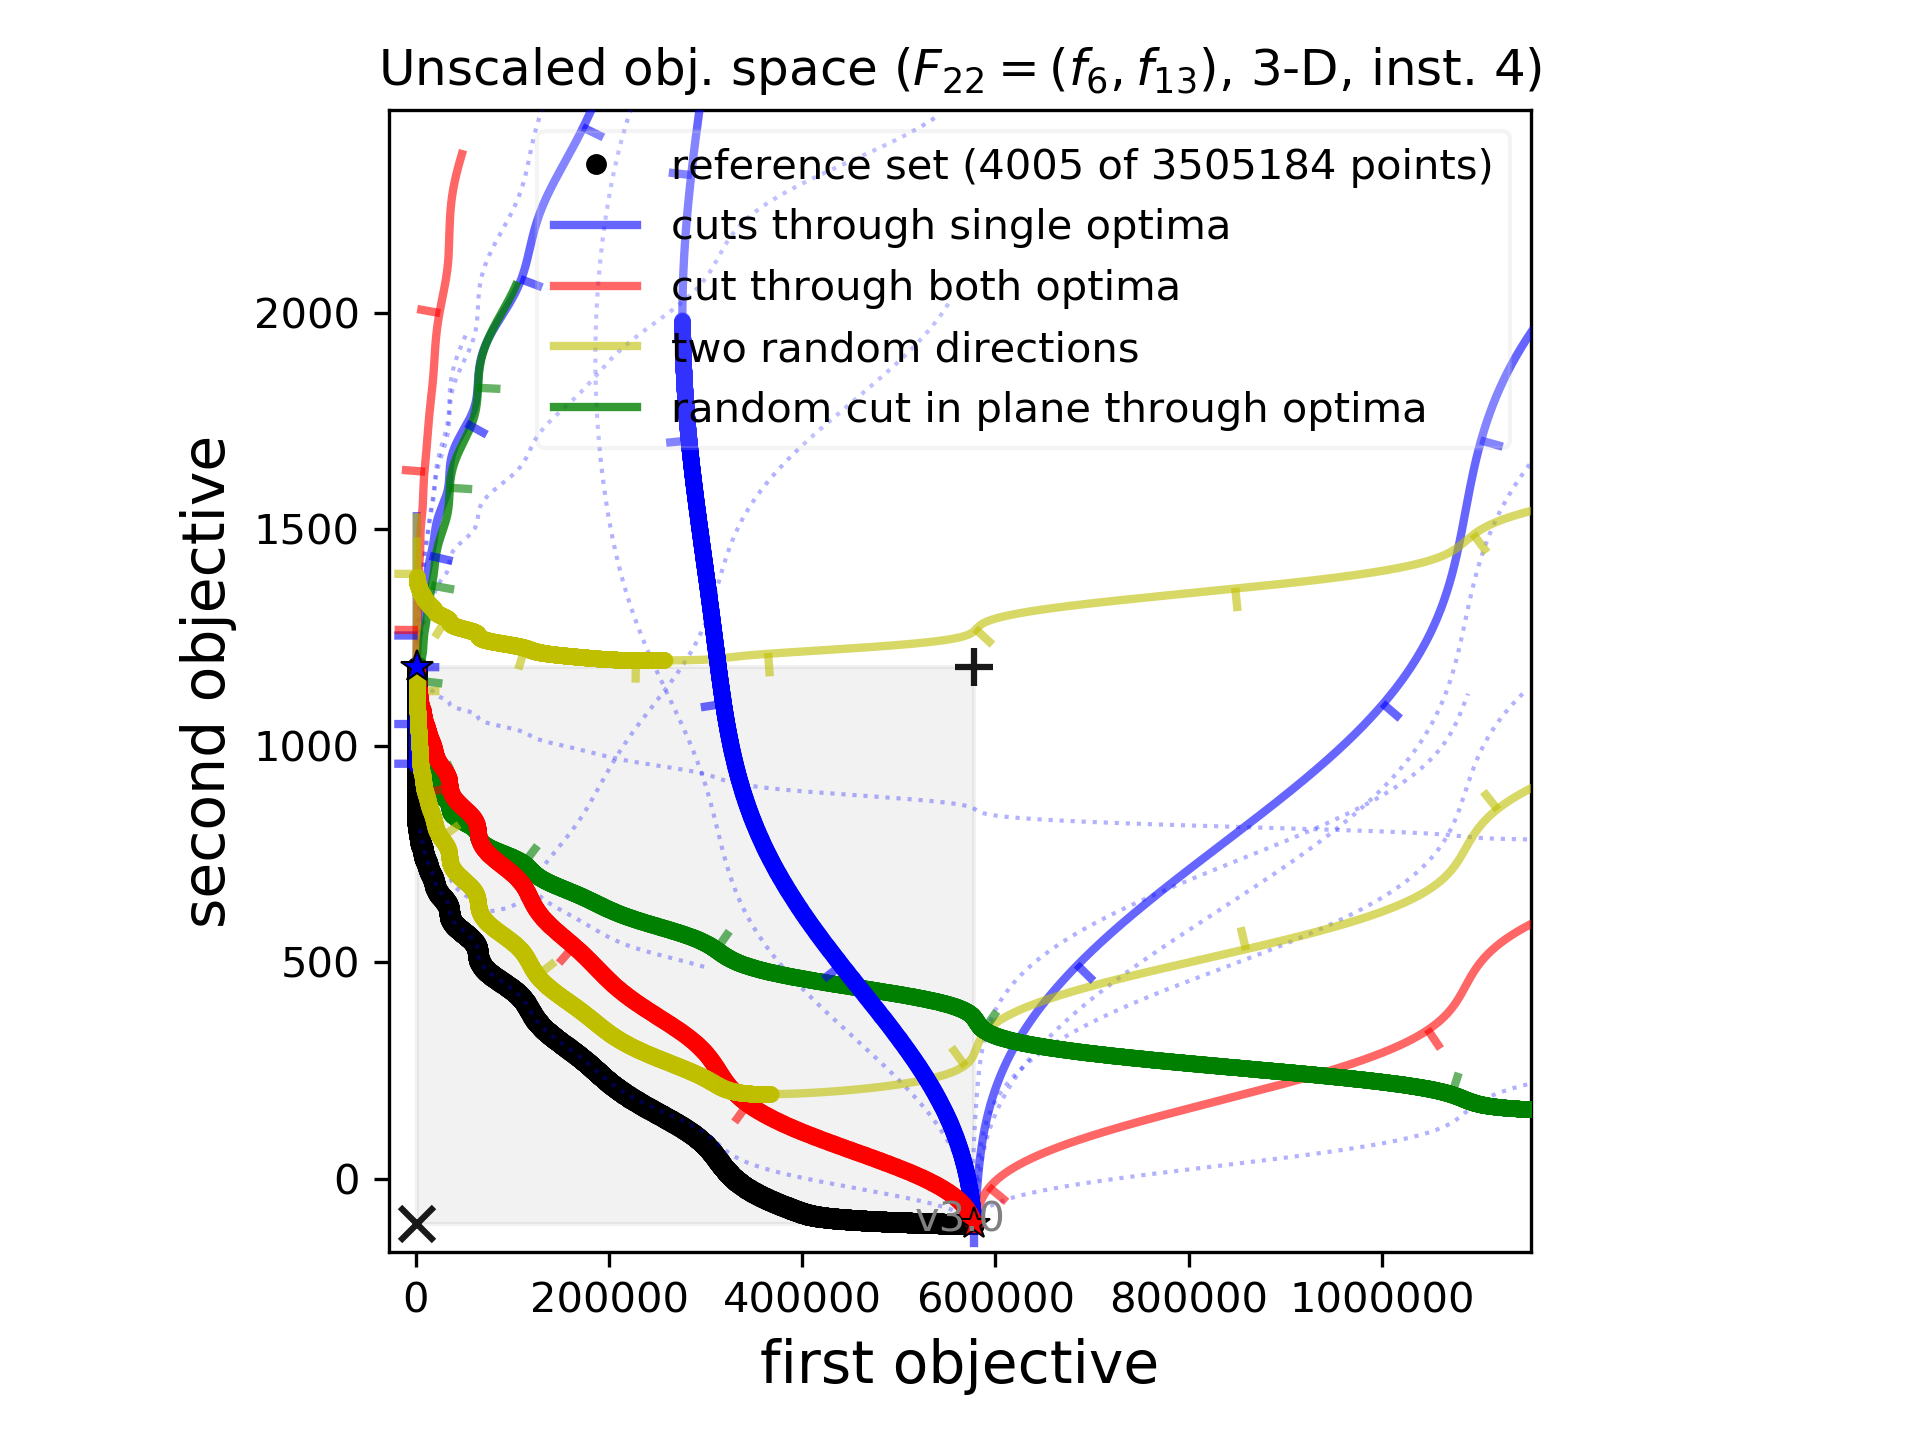 Unscaled obj. space (F22 = (f6, f13), 3-D, inst. 4)
reference set (4005 of 3505184 points)
cuts through single optima
cut through both optima
two random directions
random cut in plane through optima
second objective
2000
1500
1000
500
0
v3.0
0 200000 400000 600000 800000 1000000
first objective